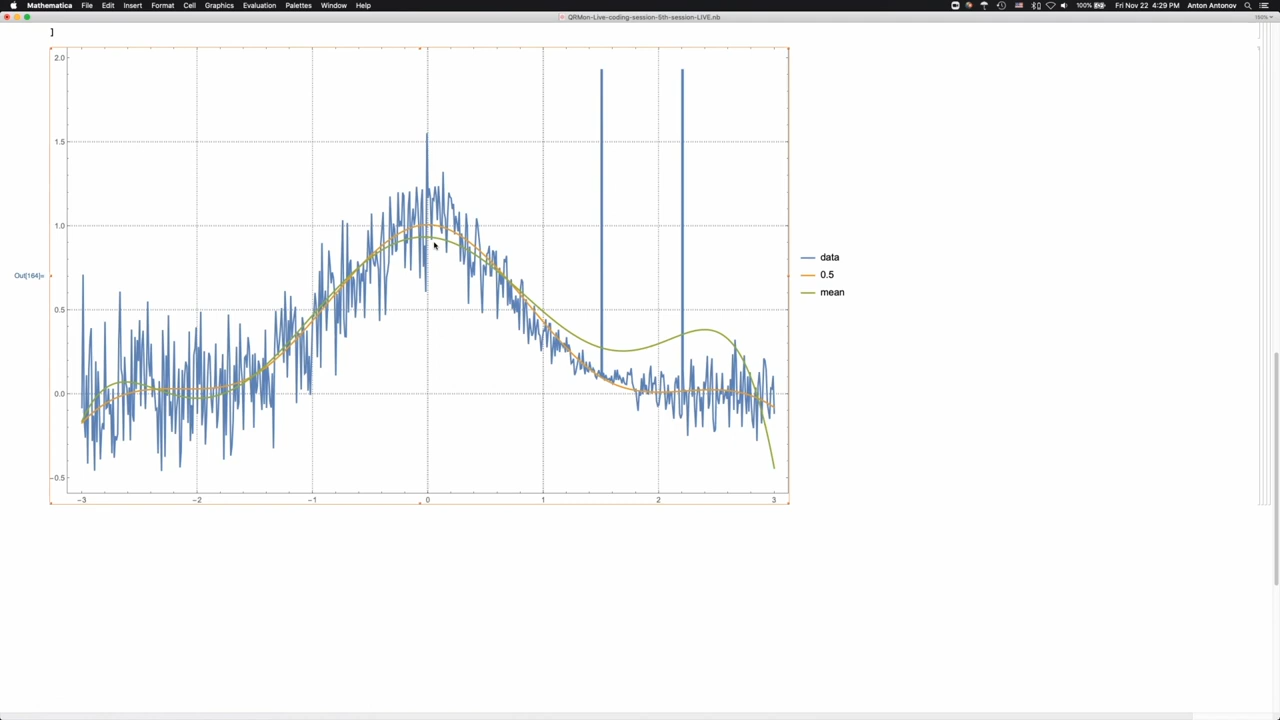 Mathematica File Edit Insert Format Cell Graphics Evaluation Palettes Window Help 100% Fri Nov 22 4:29 PM Anton Antonov
QRMon-Live-coding-session-5th-session-LIVE.nb 150%
]
2.0
1.5
1.0
Out[164]=
0.5
0.0
-0.5
-3 -2 -1 0 1 2 3
data
0.5
mean